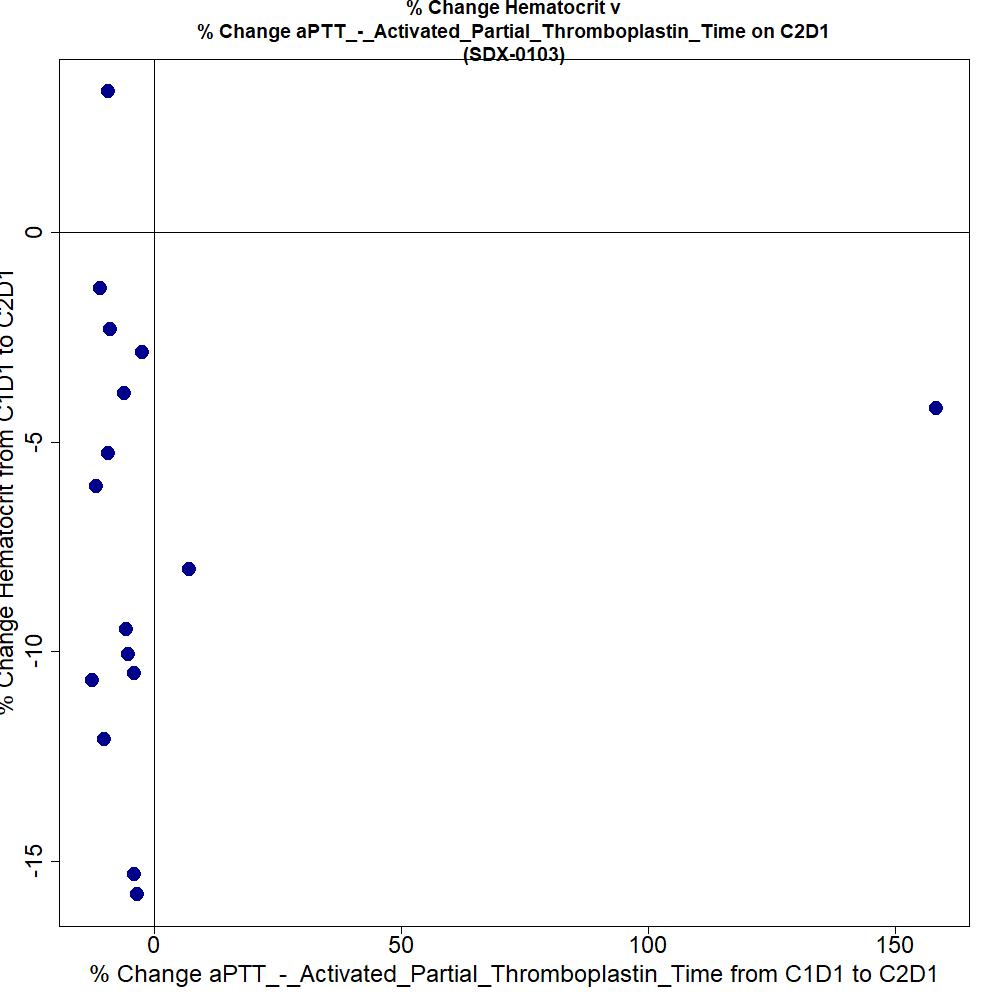 % Change Hematocrit v
% Change aPTT_-_Activated_Partial_Thromboplastin_Time on C2D1
(SDX-0103)
% Change Hematocrit from C1D1 to C2D1
0
-5
-10
-15
0
50
100
150
% Change aPTT_-_Activated_Partial_Thromboplastin_Time from C1D1 to C2D1